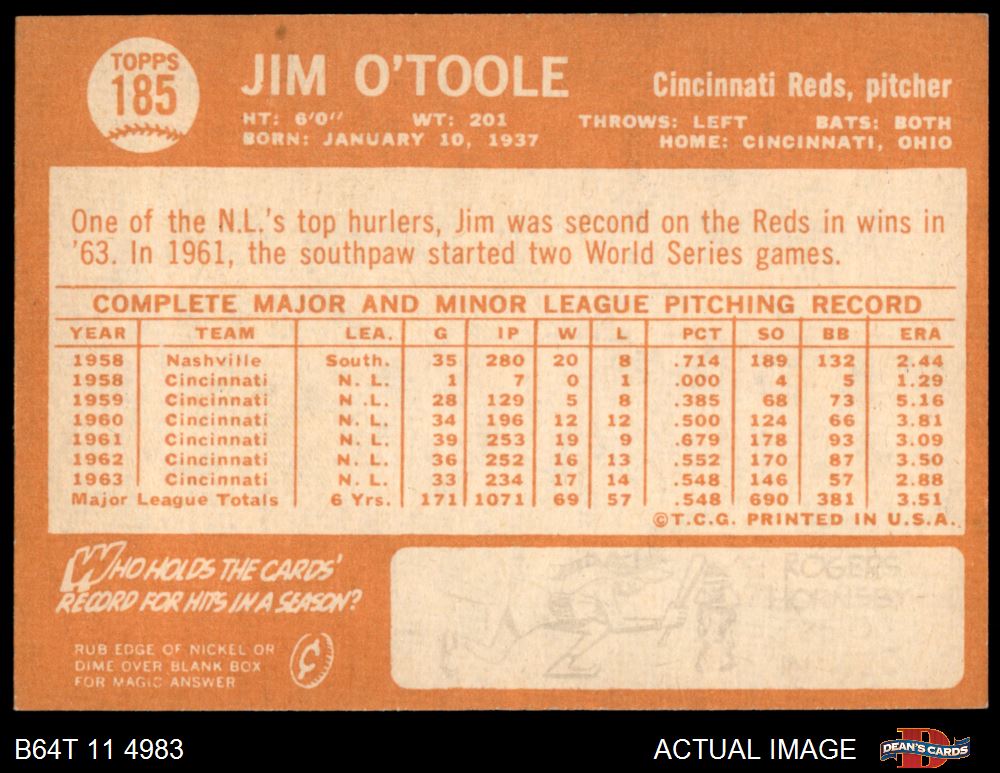 TOPPS
185
JIM O'TOOLE
Cincinnati Reds, pitcher
HT: 6'0" WT: 201 THROWS: LEFT BATS: BOTH
BORN: JANUARY 10, 1937 HOME: CINCINNATI, OHIO
One of the N.L.'s top hurlers, Jim was second on the Reds in wins in
'63. In 1961, the southpaw started two World Series games.
COMPLETE MAJOR AND MINOR LEAGUE PITCHING RECORD
YEAR TEAM LEA. G IP W L PCT SO BB ERA
1958 Nashville South. 35 280 20 8 .714 189 132 2.44
1958 Cincinnati N. L. 1 7 0 1 .000 4 5 1.29
1959 Cincinnati N. L. 28 129 5 8 .385 68 73 5.16
1960 Cincinnati N. L. 34 196 12 12 .500 124 66 3.81
1961 Cincinnati N. L. 39 253 19 9 .679 178 93 3.09
1962 Cincinnati N. L. 36 252 16 13 .552 170 87 3.50
1963 Cincinnati N. L. 33 234 17 14 .548 146 57 2.88
Major League Totals 6 Yrs. 171 1071 69 57 .548 690 381 3.51
©T.C.G. PRINTED IN U.S.A.
WHO HOLDS THE CARDS'
RECORD FOR HITS IN A SEASON?
RUB EDGE OF NICKEL OR
DIME OVER BLANK BOX
FOR MAGIC ANSWER
¢
ROGERS
HORNSBY
B64T 11 4983
ACTUAL IMAGE
DEAN'S CARDS